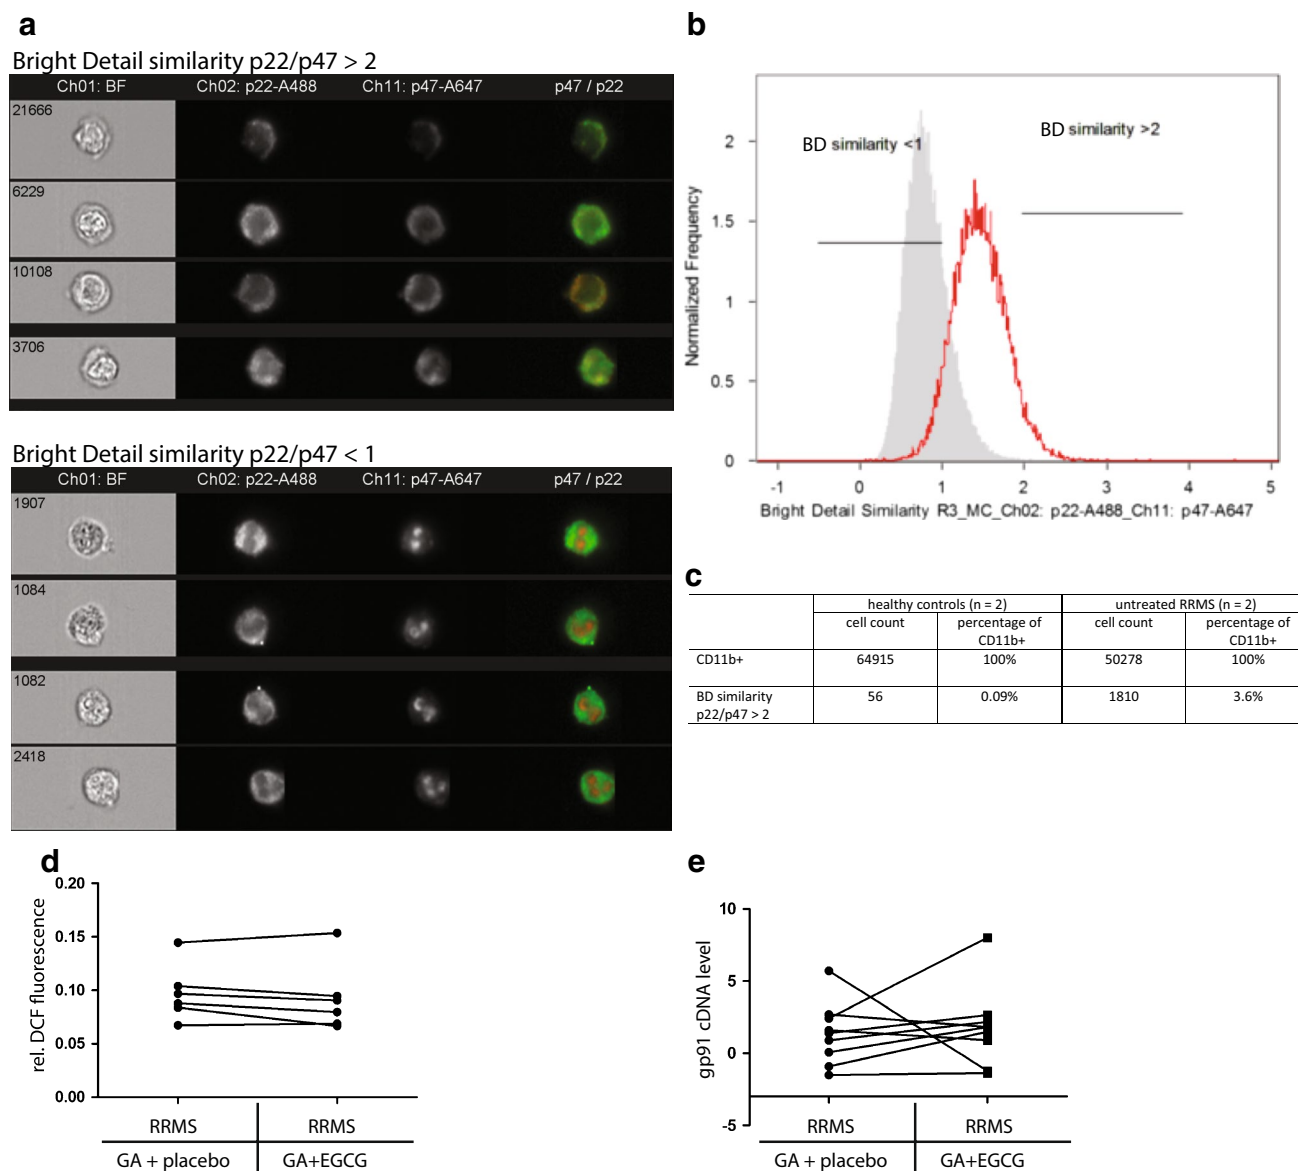 a
Bright Detail similarity p22/p47 > 2
Ch01: BF Ch02: p22-A488 Ch11: p47-A647 p47 / p22
21666
6229
10108
3706
Bright Detail similarity p22/p47 < 1
Ch01: BF Ch02: p22-A488 Ch11: p47-A647 p47 / p22
1907
1084
1082
2418
b
BD similarity <1
BD similarity >2
Normalized Frequency
2
1.5
1
0.5
0
-1 0 1 2 3 4 5
Bright Detail Similarity R3_MC_Ch02: p22-A488_Ch11: p47-A647
c
healthy controls (n = 2) untreated RRMS (n = 2)
cell count percentage of CD11b+ cell count percentage of CD11b+
CD11b+ 64915 100% 50278 100%
BD similarity p22/p47 > 2 56 0.09% 1810 3.6%
d
rel. DCF fluorescence
0.20
0.15
0.10
0.05
0.00
RRMS RRMS
GA + placebo GA+EGCG
e
gp91 cDNA level
10
5
0
-5
RRMS RRMS
GA + placebo GA+EGCG